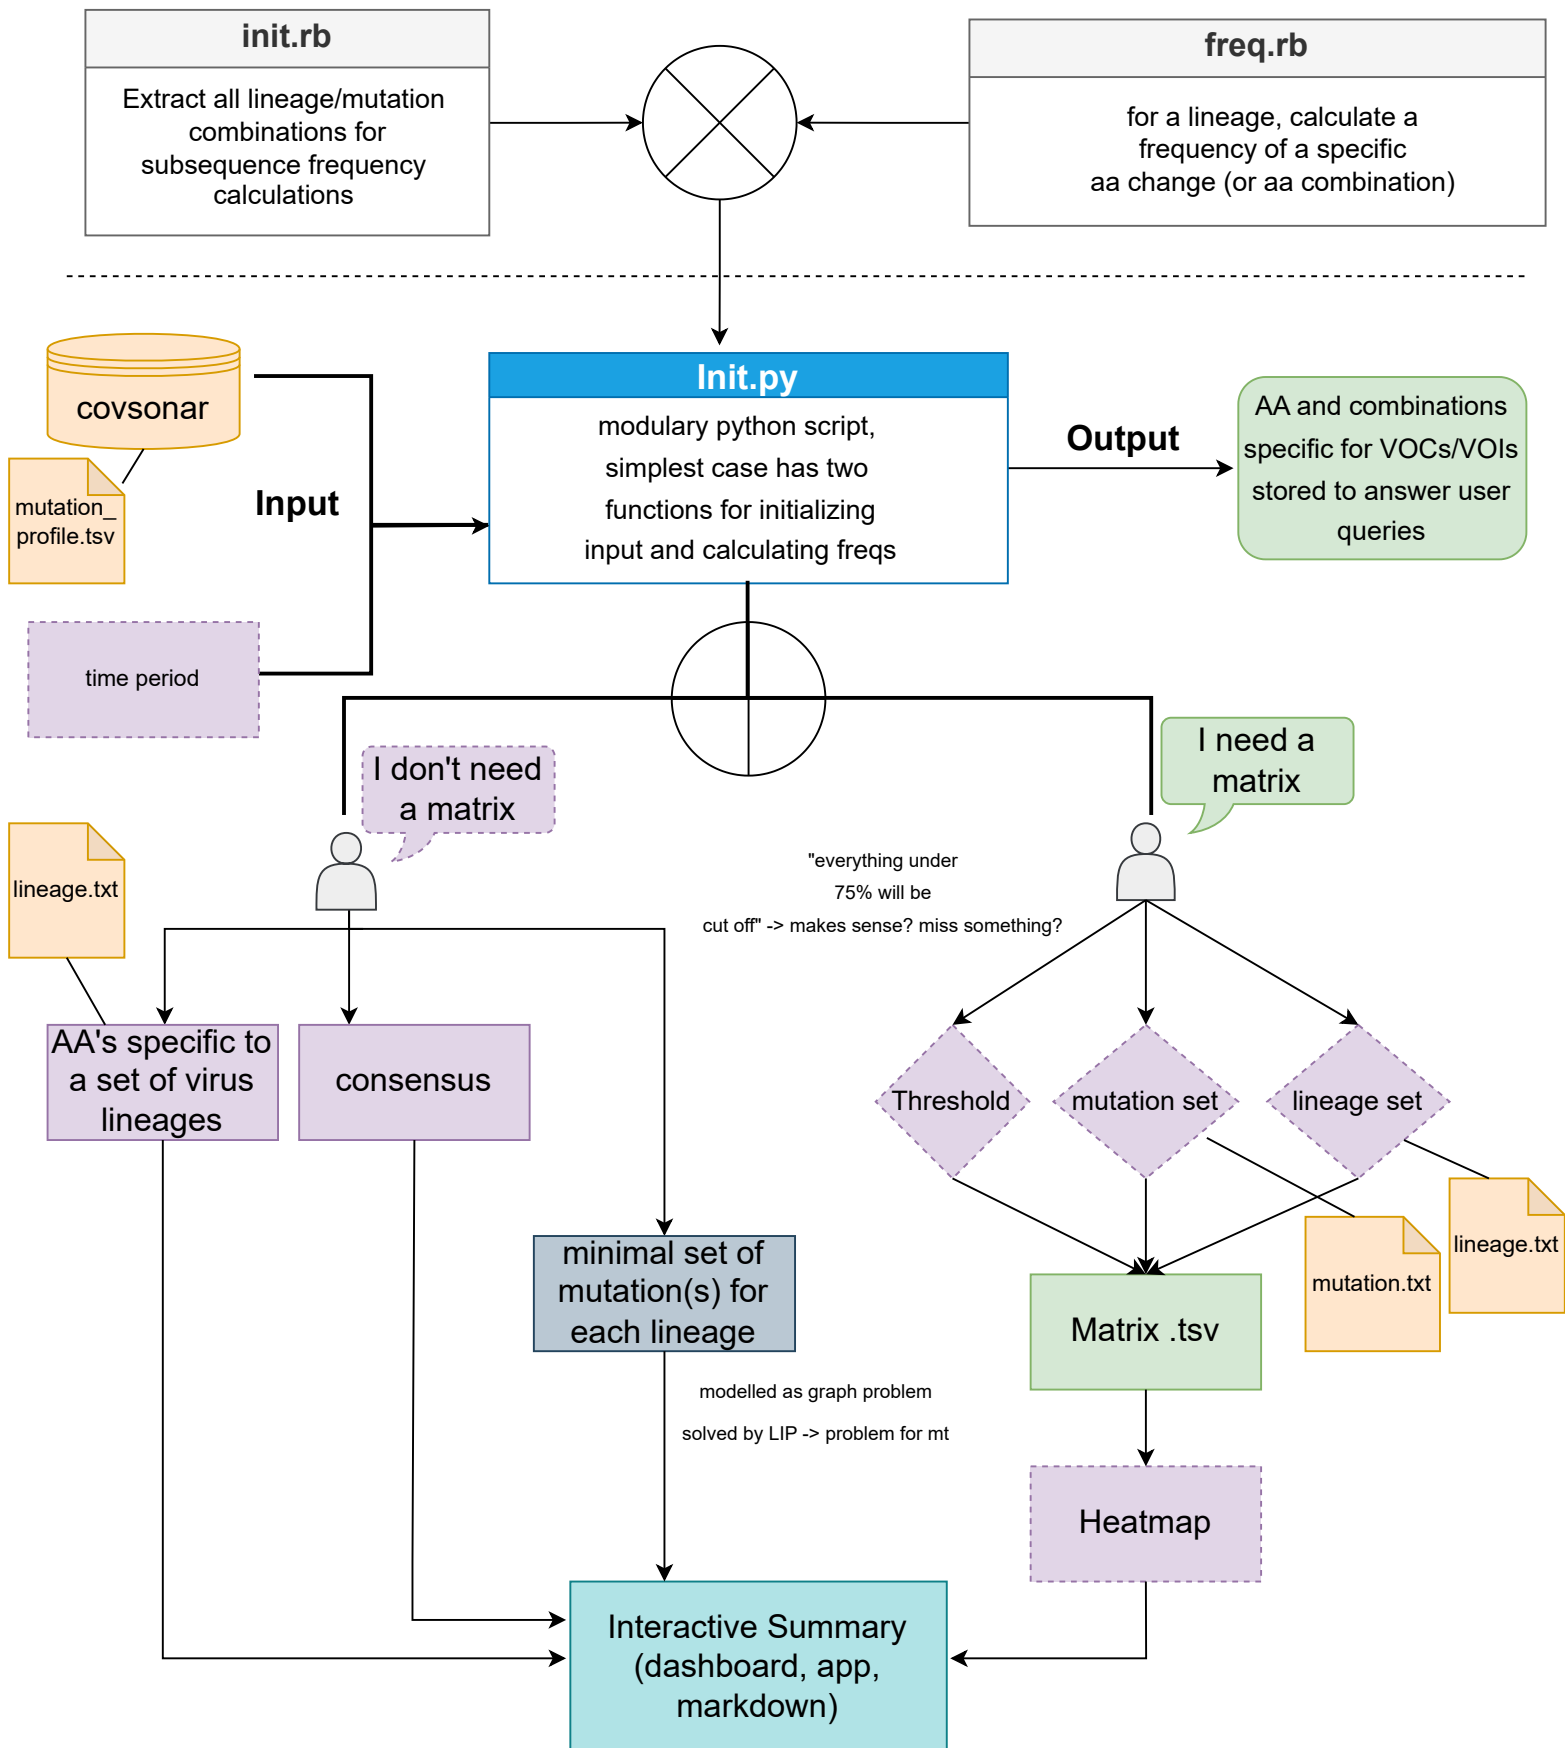 init.rb
Extract all lineage/mutation
combinations for
subsequence frequency
calculations
freq.rb
for a lineage, calculate a
frequency of a specific
aa change (or aa combination)
covsonar
mutation_
profile.tsv
Input
time period
Init.py
modulary python script,
simplest case has two
functions for initializing
input and calculating freqs
Output
AA and combinations
specific for VOCs/VOIs
stored to answer user
queries
I don't need
a matrix
I need a
matrix
"everything under
75% will be
cut off" -> makes sense? miss something?
lineage.txt
AA's specific to
a set of virus
lineages
consensus
minimal set of
mutation(s) for
each lineage
modelled as graph problem
solved by LIP -> problem for mt
Threshold
mutation set
lineage set
lineage.txt
mutation.txt
Matrix .tsv
Heatmap
Interactive Summary
(dashboard, app,
markdown)